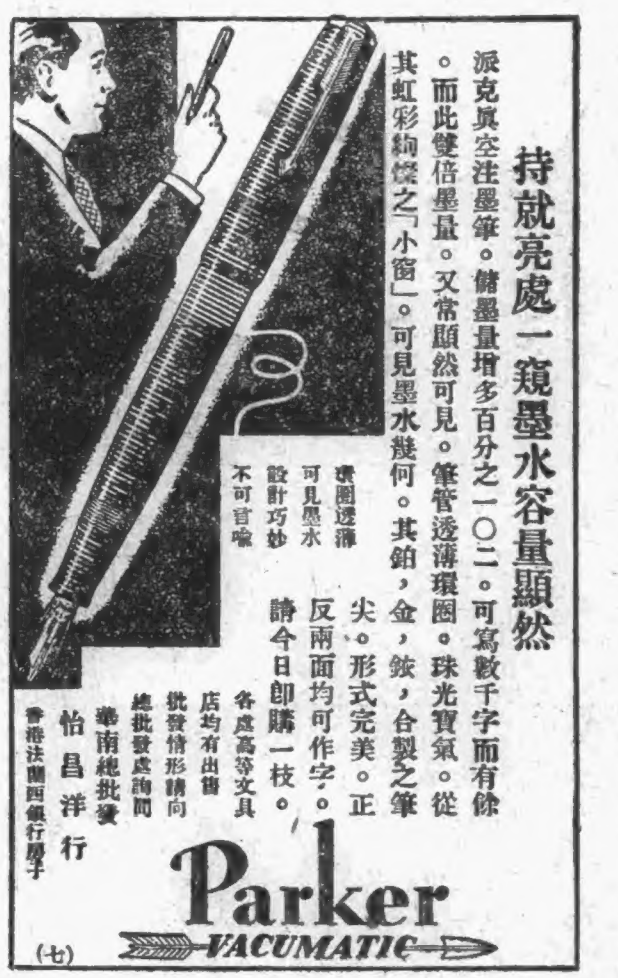 持就亮處一窺墨水容量顯然
派克眞空注墨筆。儲墨量增多百分之一〇二。可寫數千字而有餘
。而此雙倍墨量。又常顯然可見。筆管透薄環圈。珠光寶氣。從
其虹彩絢燦之「小窗」。可見墨水幾何。其鉑,金,銥,合製之筆
尖。形式完美。正
反兩面均可作字。
請今日卽購一枝。
環圈透薄
可見墨水
設計巧妙
不可言喻
各處高等文具
店均有出售
批發情形請向
總批發處詢問
華南總批發
怡昌洋行
香港法蘭西銀行房子
Parker
VACUMATIC
(七)